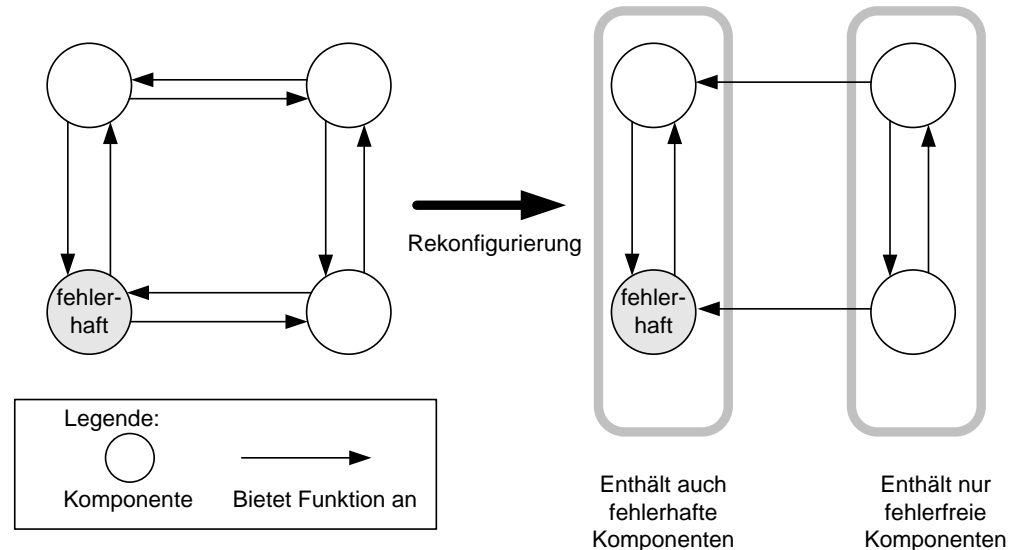 fehler-
haft
Rekonfigurierung
fehler-
haft
Legende:
Komponente
Bietet Funktion an
Enthält auch
fehlerhafte
Komponenten
Enthält nur
fehlerfreie
Komponenten